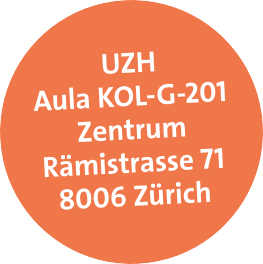 UZH
Aula KOL-G-201
Zentrum
Rämistrasse 71
8006 Zürich